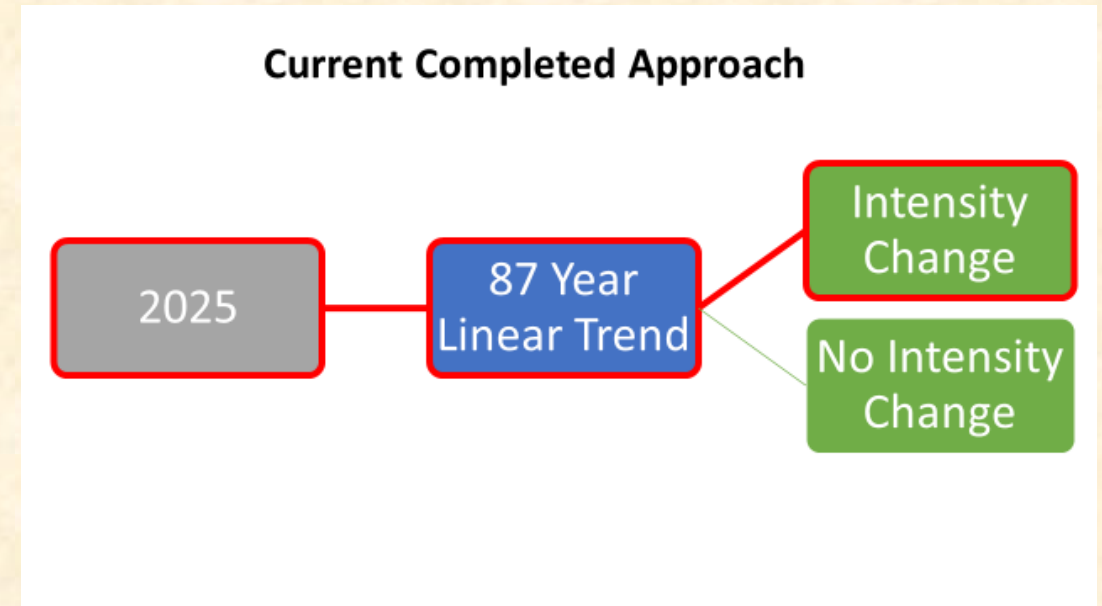 Current Completed Approach
2025
87 Year
Linear Trend
Intensity
Change
No Intensity
Change